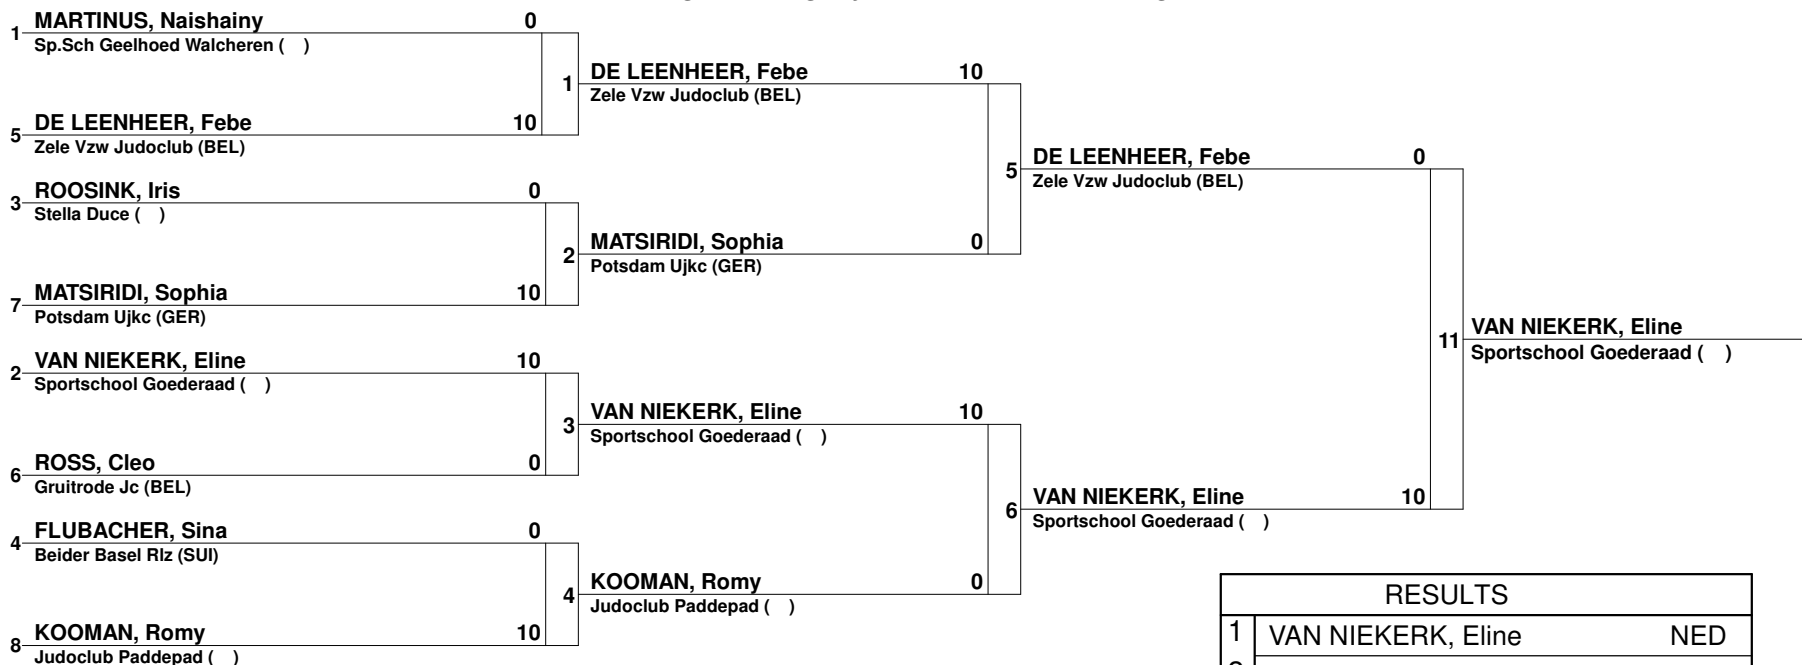 1 MARTINUS, Naishainy 0
Sp.Sch Geelhoed Walcheren ( )
5 DE LEENHEER, Febe 10
Zele Vzw Judoclub (BEL)
3 ROOSINK, Iris 0
Stella Duce ( )
7 MATSIRIDI, Sophia 10
Potsdam Ujkc (GER)
2 VAN NIEKERK, Eline 10
Sportschool Goederaad ( )
6 ROSS, Cleo 0
Gruitrode Jc (BEL)
4 FLUBACHER, Sina 0
Beider Basel Rlz (SUI)
8 KOOMAN, Romy 10
Judoclub Paddepad ( )
1 DE LEENHEER, Febe 10
Zele Vzw Judoclub (BEL)
2 MATSIRIDI, Sophia 0
Potsdam Ujkc (GER)
3 VAN NIEKERK, Eline 10
Sportschool Goederaad ( )
4 KOOMAN, Romy 0
Judoclub Paddepad ( )
5 DE LEENHEER, Febe 0
Zele Vzw Judoclub (BEL)
6 VAN NIEKERK, Eline 10
Sportschool Goederaad ( )
11 VAN NIEKERK, Eline
Sportschool Goederaad ( )
RESULTS
1 VAN NIEKERK, Eline NED